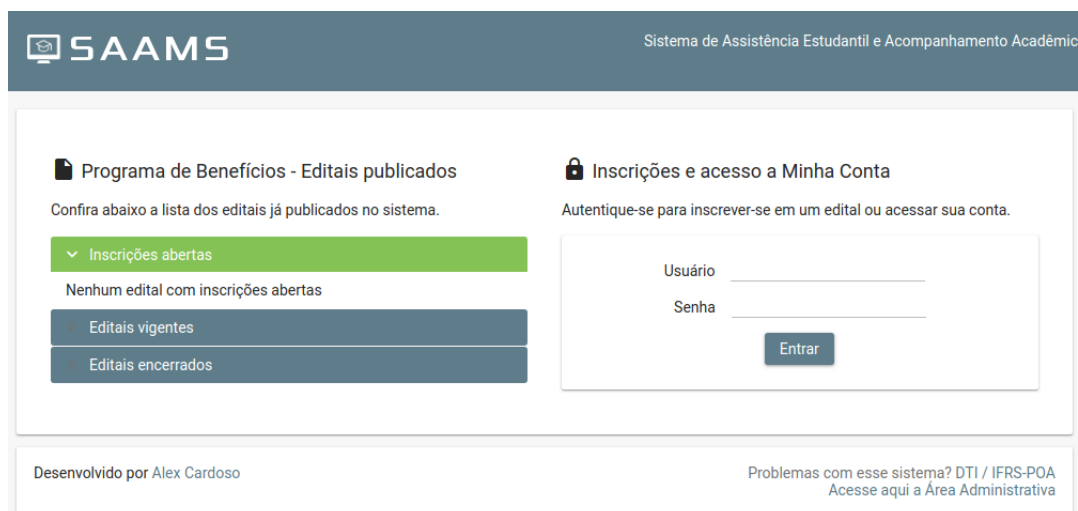 SAAMS
Sistema de Assistência Estudantil e Acompanhamento Acadêmic
Programa de Benefícios - Editais publicados
Confira abaixo a lista dos editais já publicados no sistema.
Inscrições abertas
Nenhum edital com inscrições abertas
Editais vigentes
Editais encerrados
Inscrições e acesso a Minha Conta
Autentique-se para inscrever-se em um edital ou acessar sua conta.
Usuário
Senha
Entrar
Desenvolvido por Alex Cardoso
Problemas com esse sistema? DTI / IFRS-POA
Acesse aqui a Área Administrativa